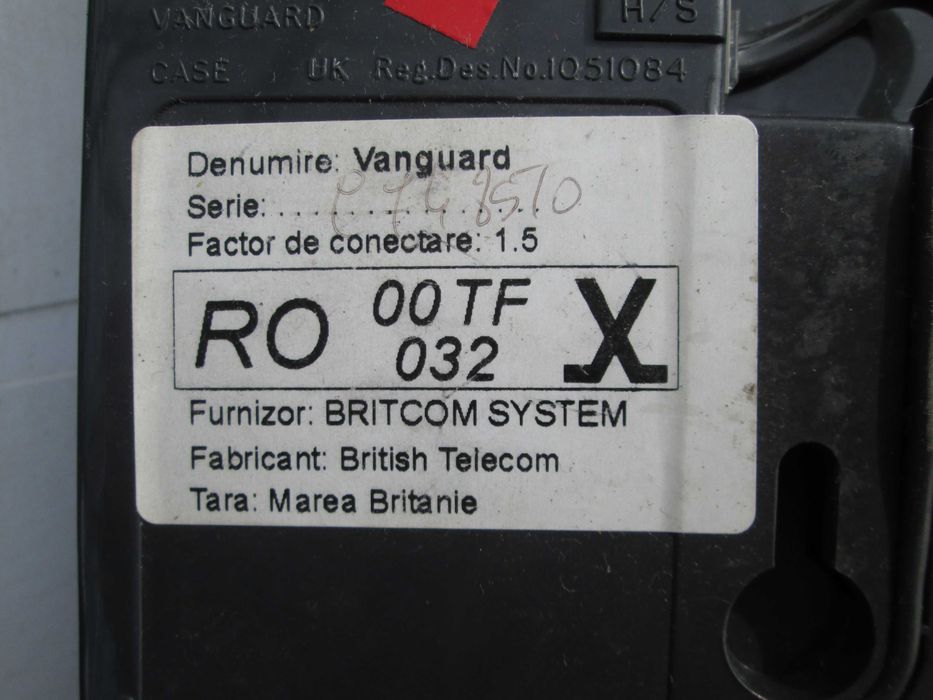 VANGUARD
H/S
CASE UK Reg.Des.No.1051084
Denumire: Vanguard
Serie:..................
Factor de conectare: 1.5
RO 00 TF
032
Furnizor: BRITCOM SYSTEM
Fabricant: British Telecom
Tara: Marea Britanie